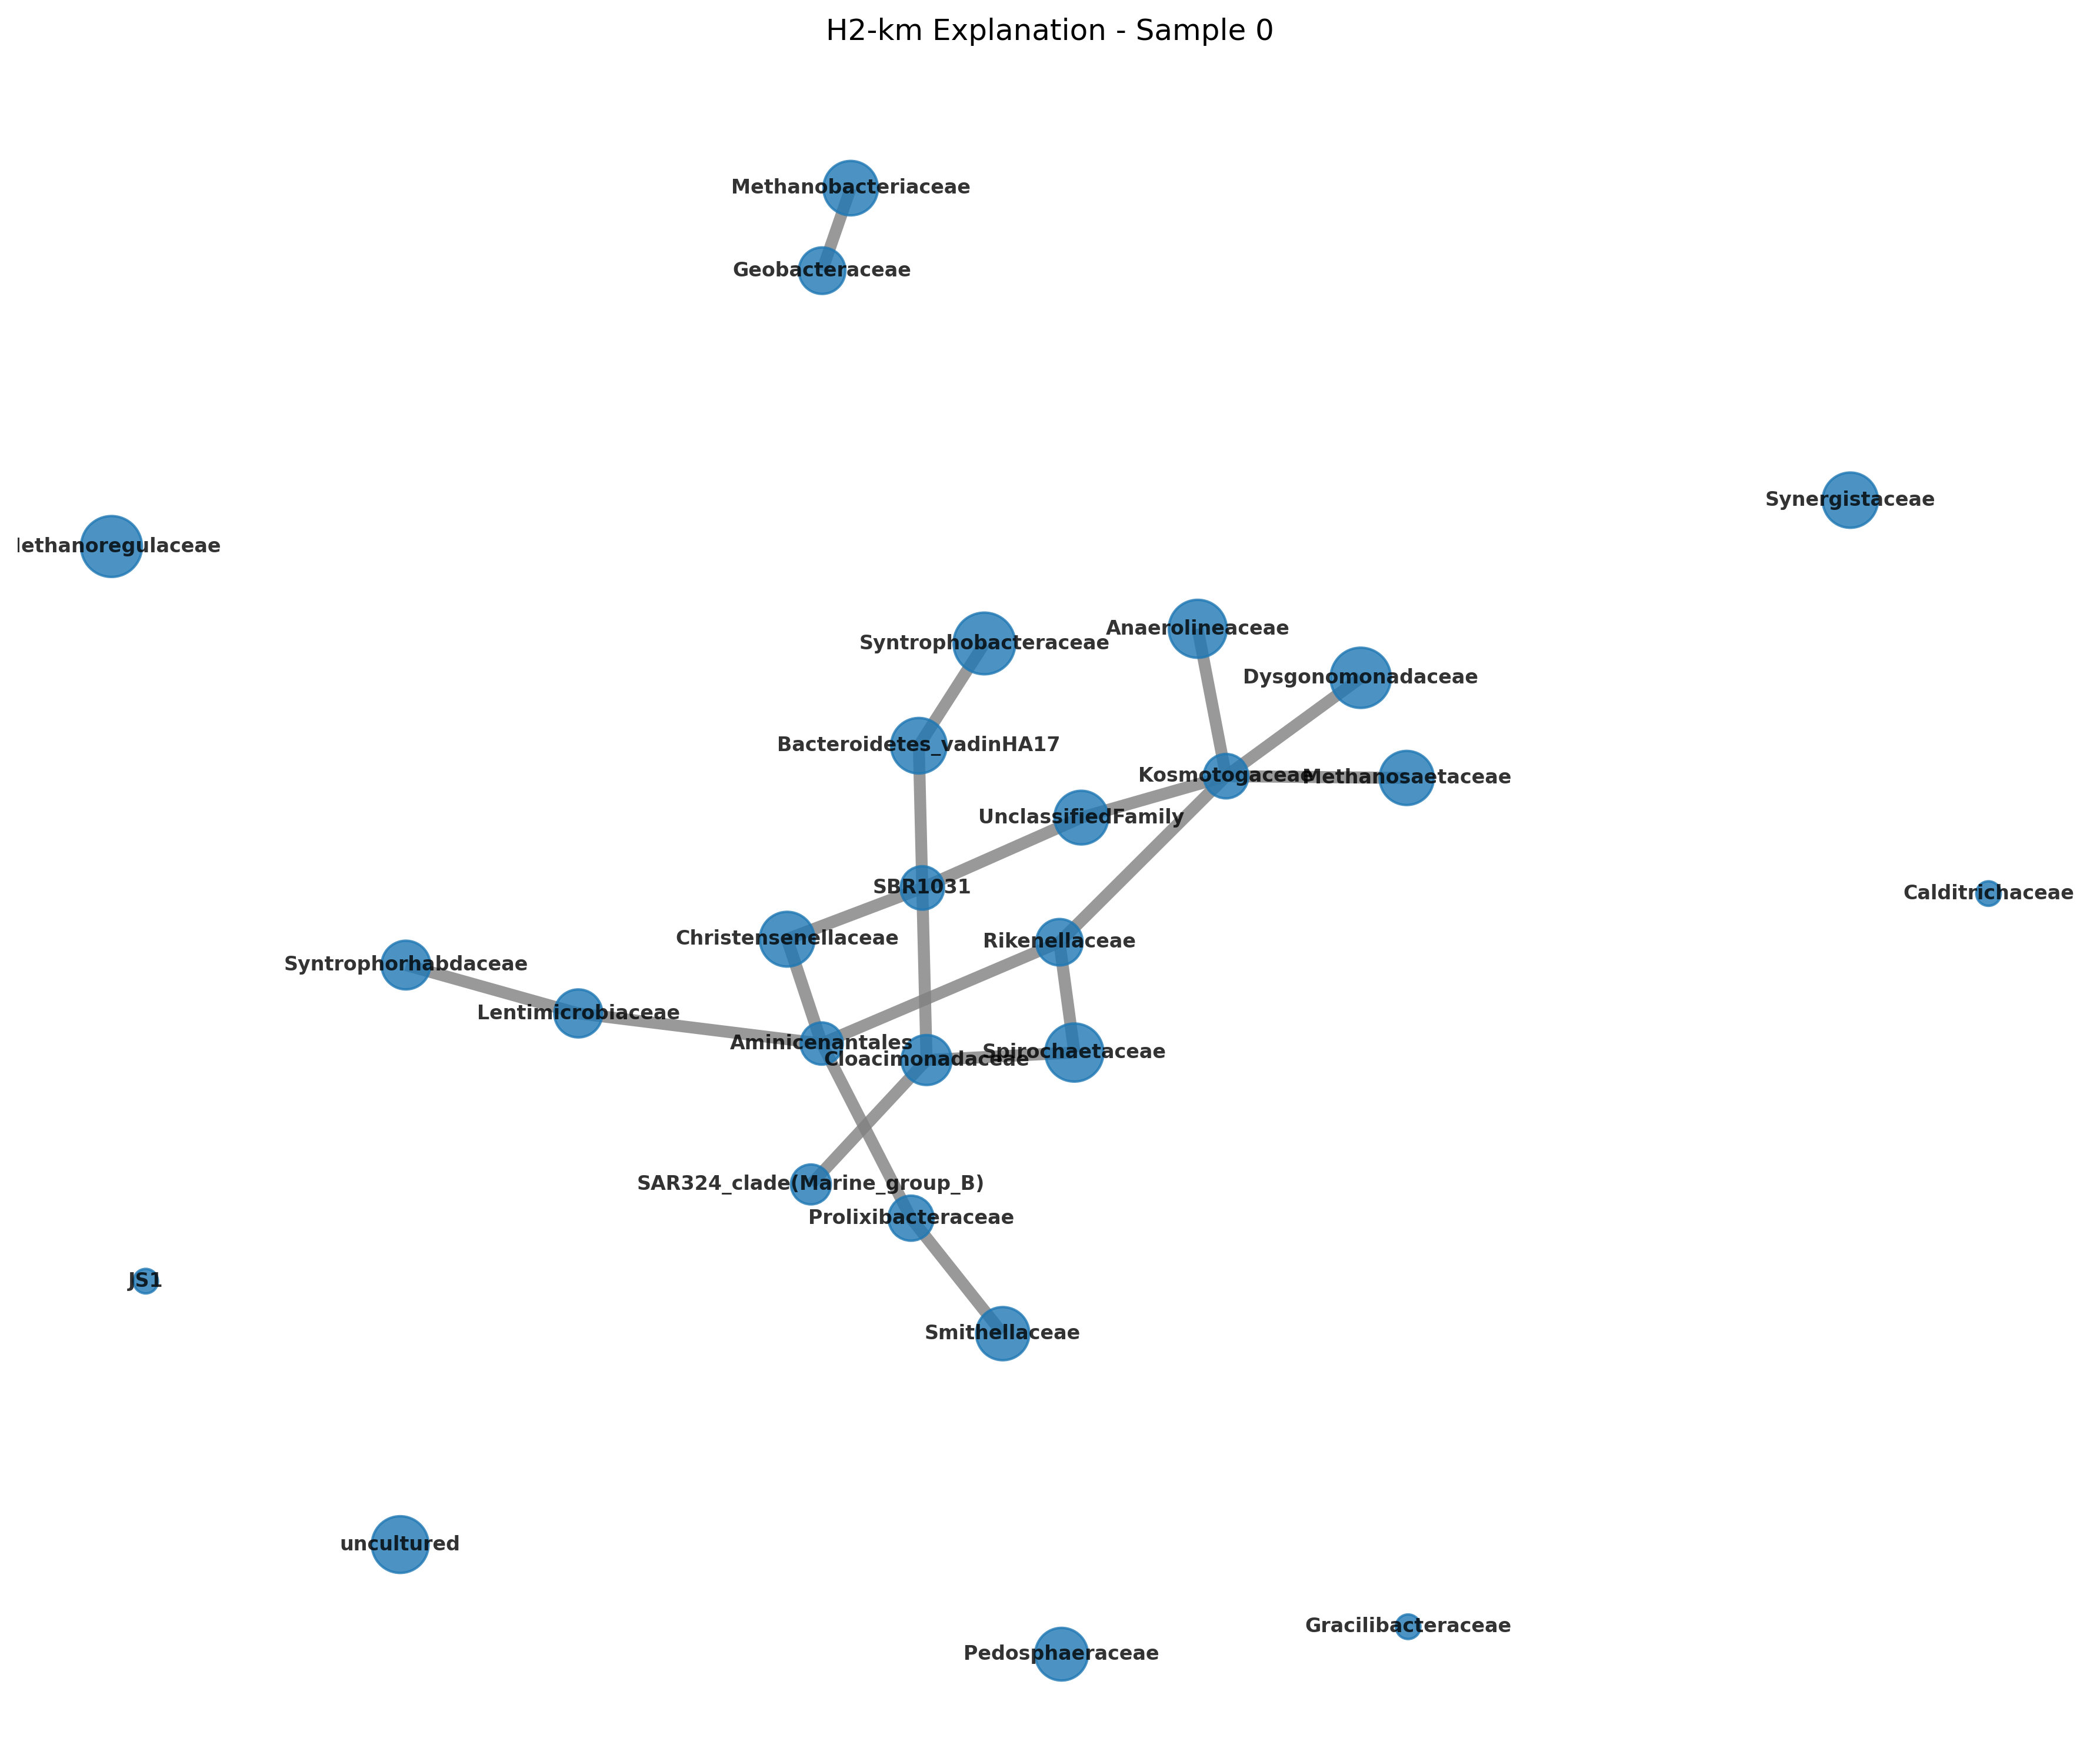 H2-km Explanation - Sample 0
Methanobacteriaceae
Geobacteraceae
Synergistaceae
ethanoregulaceae
Anaerolineaceae
Syntrophobacteraceae
Dysgonomonadaceae
Bacteroidetes_vadinHA17
Kosmotogaceae
Methanosaetaceae
UnclassifiedFamily
SBR1031
Calditrichaceae
Christensenellaceae
Rikenellaceae
Syntrophorhabdaceae
Lentimicrobiaceae
Aminicenantales
Spirochaetaceae
Cloacimonadaceae
SAR324_clade(Marine_group_B)
Prolixibacteraceae
JS1
Smithellaceae
uncultured
Gracilibacteraceae
Pedosphaeraceae